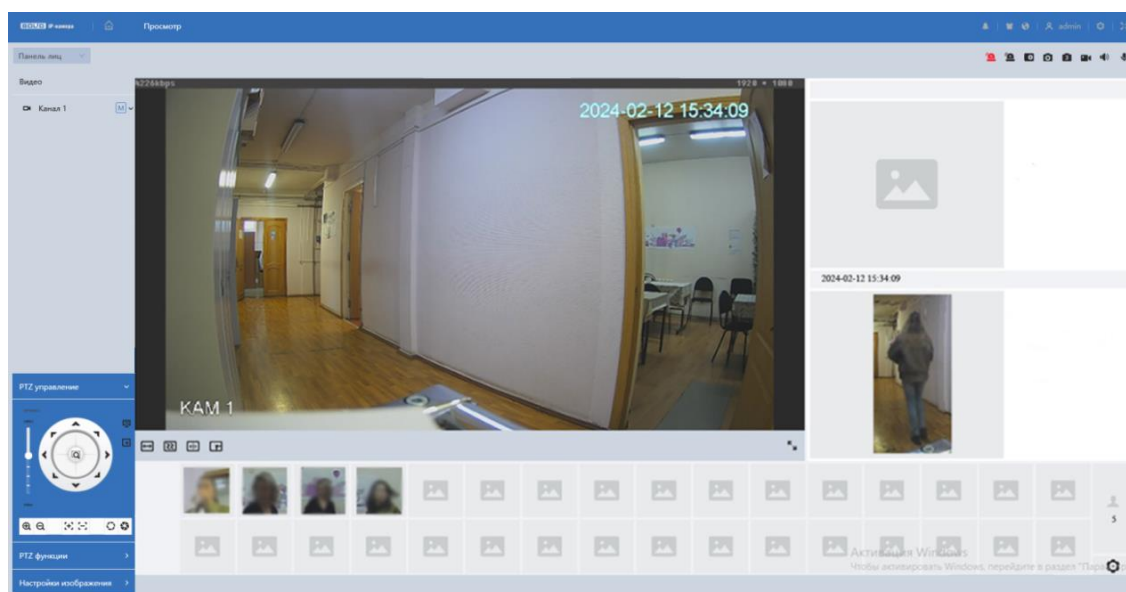 IP камера
Просмотр
admin
Панель лиц
Видео
Канал 1
M
4226kbps
1920 * 1080
2024-02-12 15:34:09
КАМ 1
2024-02-12 15:34:09
PTZ управление
5
PTZ функции
Настройки изображения
Активация Windows
Чтобы активировать Windows, перейдите в раздел "Пара